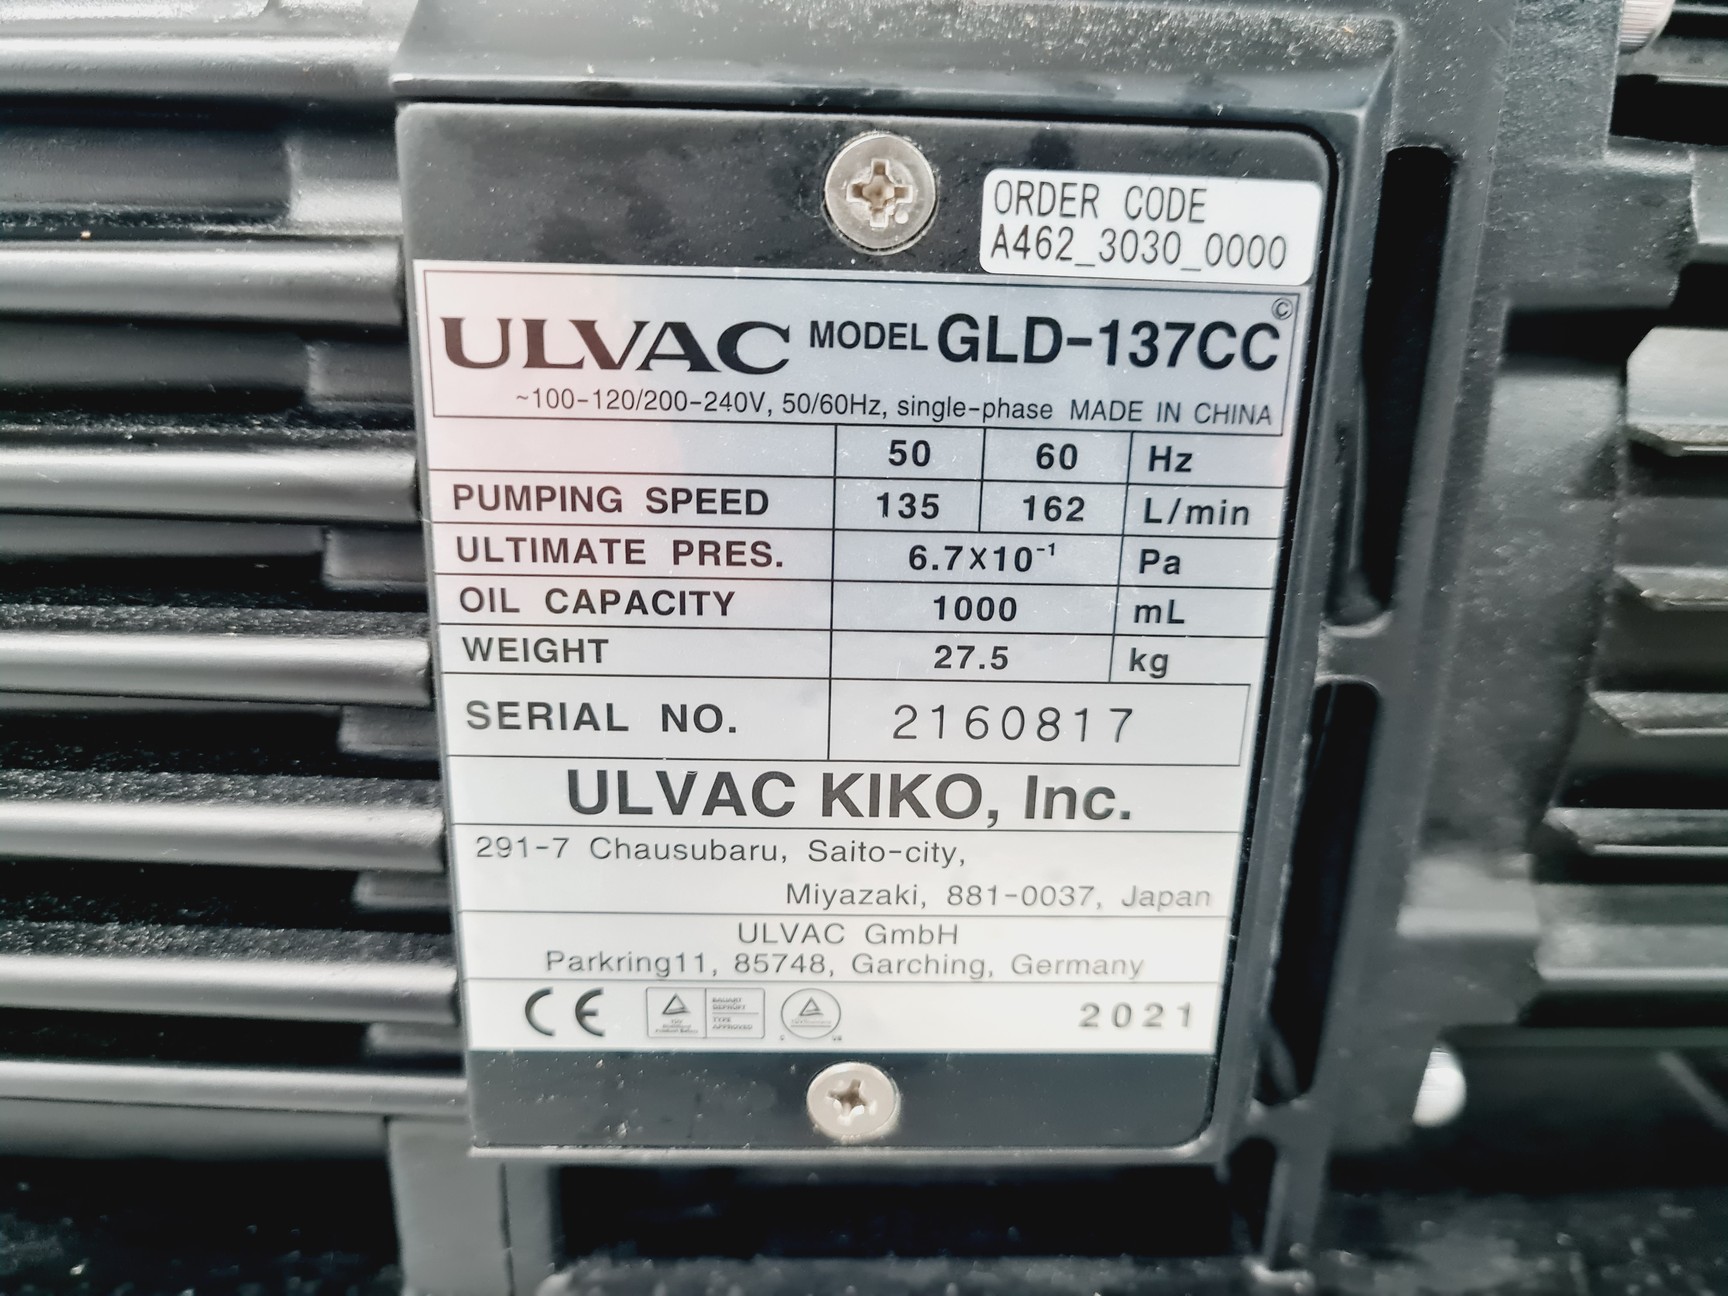 ORDER CODE
A462_3030_0000
©
ULVAC MODEL GLD-137CC
~100-120/200-240V, 50/60Hz, single-phase MADE IN CHINA
50 60 Hz
PUMPING SPEED 135 162 L/min
ULTIMATE PRES. 6.7X10⁻¹ Pa
OIL CAPACITY 1000 mL
WEIGHT 27.5 kg
SERIAL NO. 2160817
ULVAC KIKO, Inc.
291-7 Chausubaru, Saito-city,
Miyazaki, 881-0037, Japan
ULVAC GmbH
Parkring11, 85748, Garching, Germany
CE 2021
TYPE
APPROVED